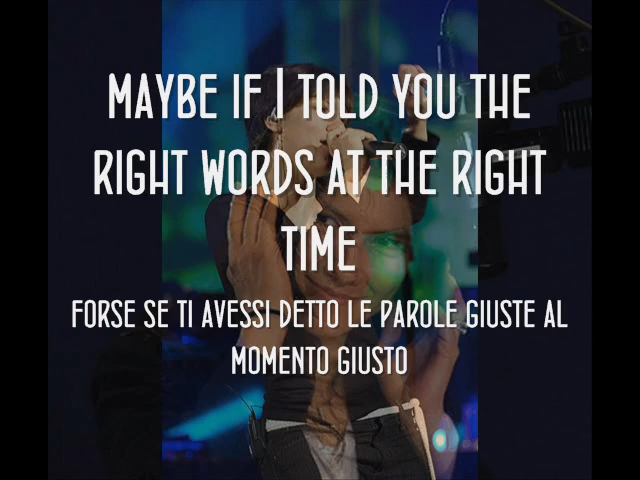 MAYBE IF I TOLD YOU THE
RIGHT WORDS AT THE RIGHT
TIME
FORSE SE TI AVESSI DETTO LE PAROLE GIUSTE AL
MOMENTO GIUSTO